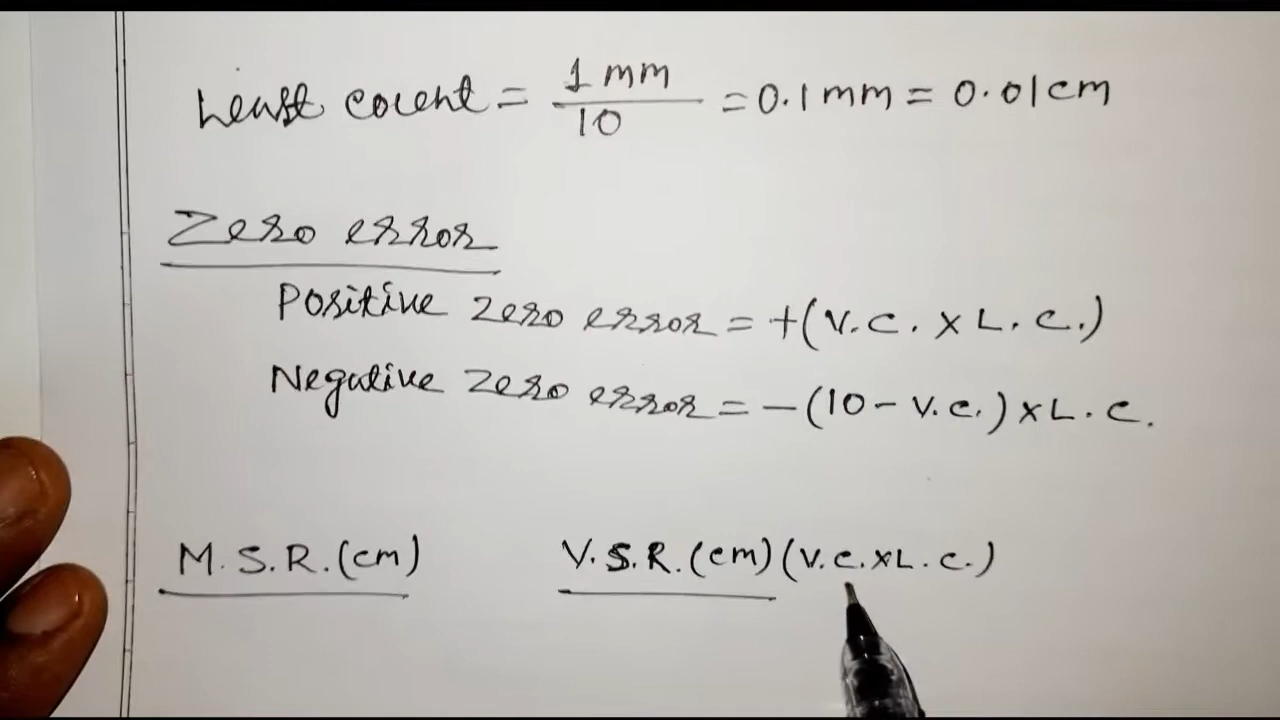 Least count = 1 mm / 10 = 0.1 mm = 0.01 cm
Zero error
Positive zero error = +(V.C. × L.C.)
Negative zero error = -(10 - V.C.) × L.C.
M.S.R. (cm) V.S.R. (cm) (V.C. × L.C.)